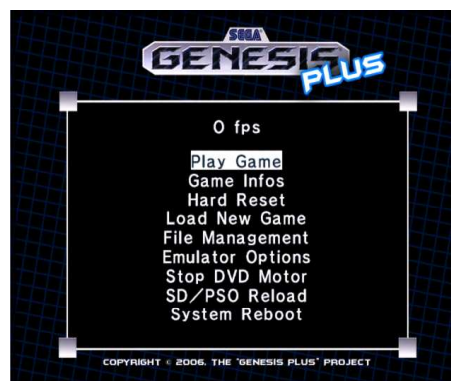 SEGA
GENESIS
PLUS
0 fps
Play Game
Game Infos
Hard Reset
Load New Game
File Management
Emulator Options
Stop DVD Motor
SD/PSO Reload
System Reboot
COPYRIGHT © 2006, THE "GENESIS PLUS" PROJECT